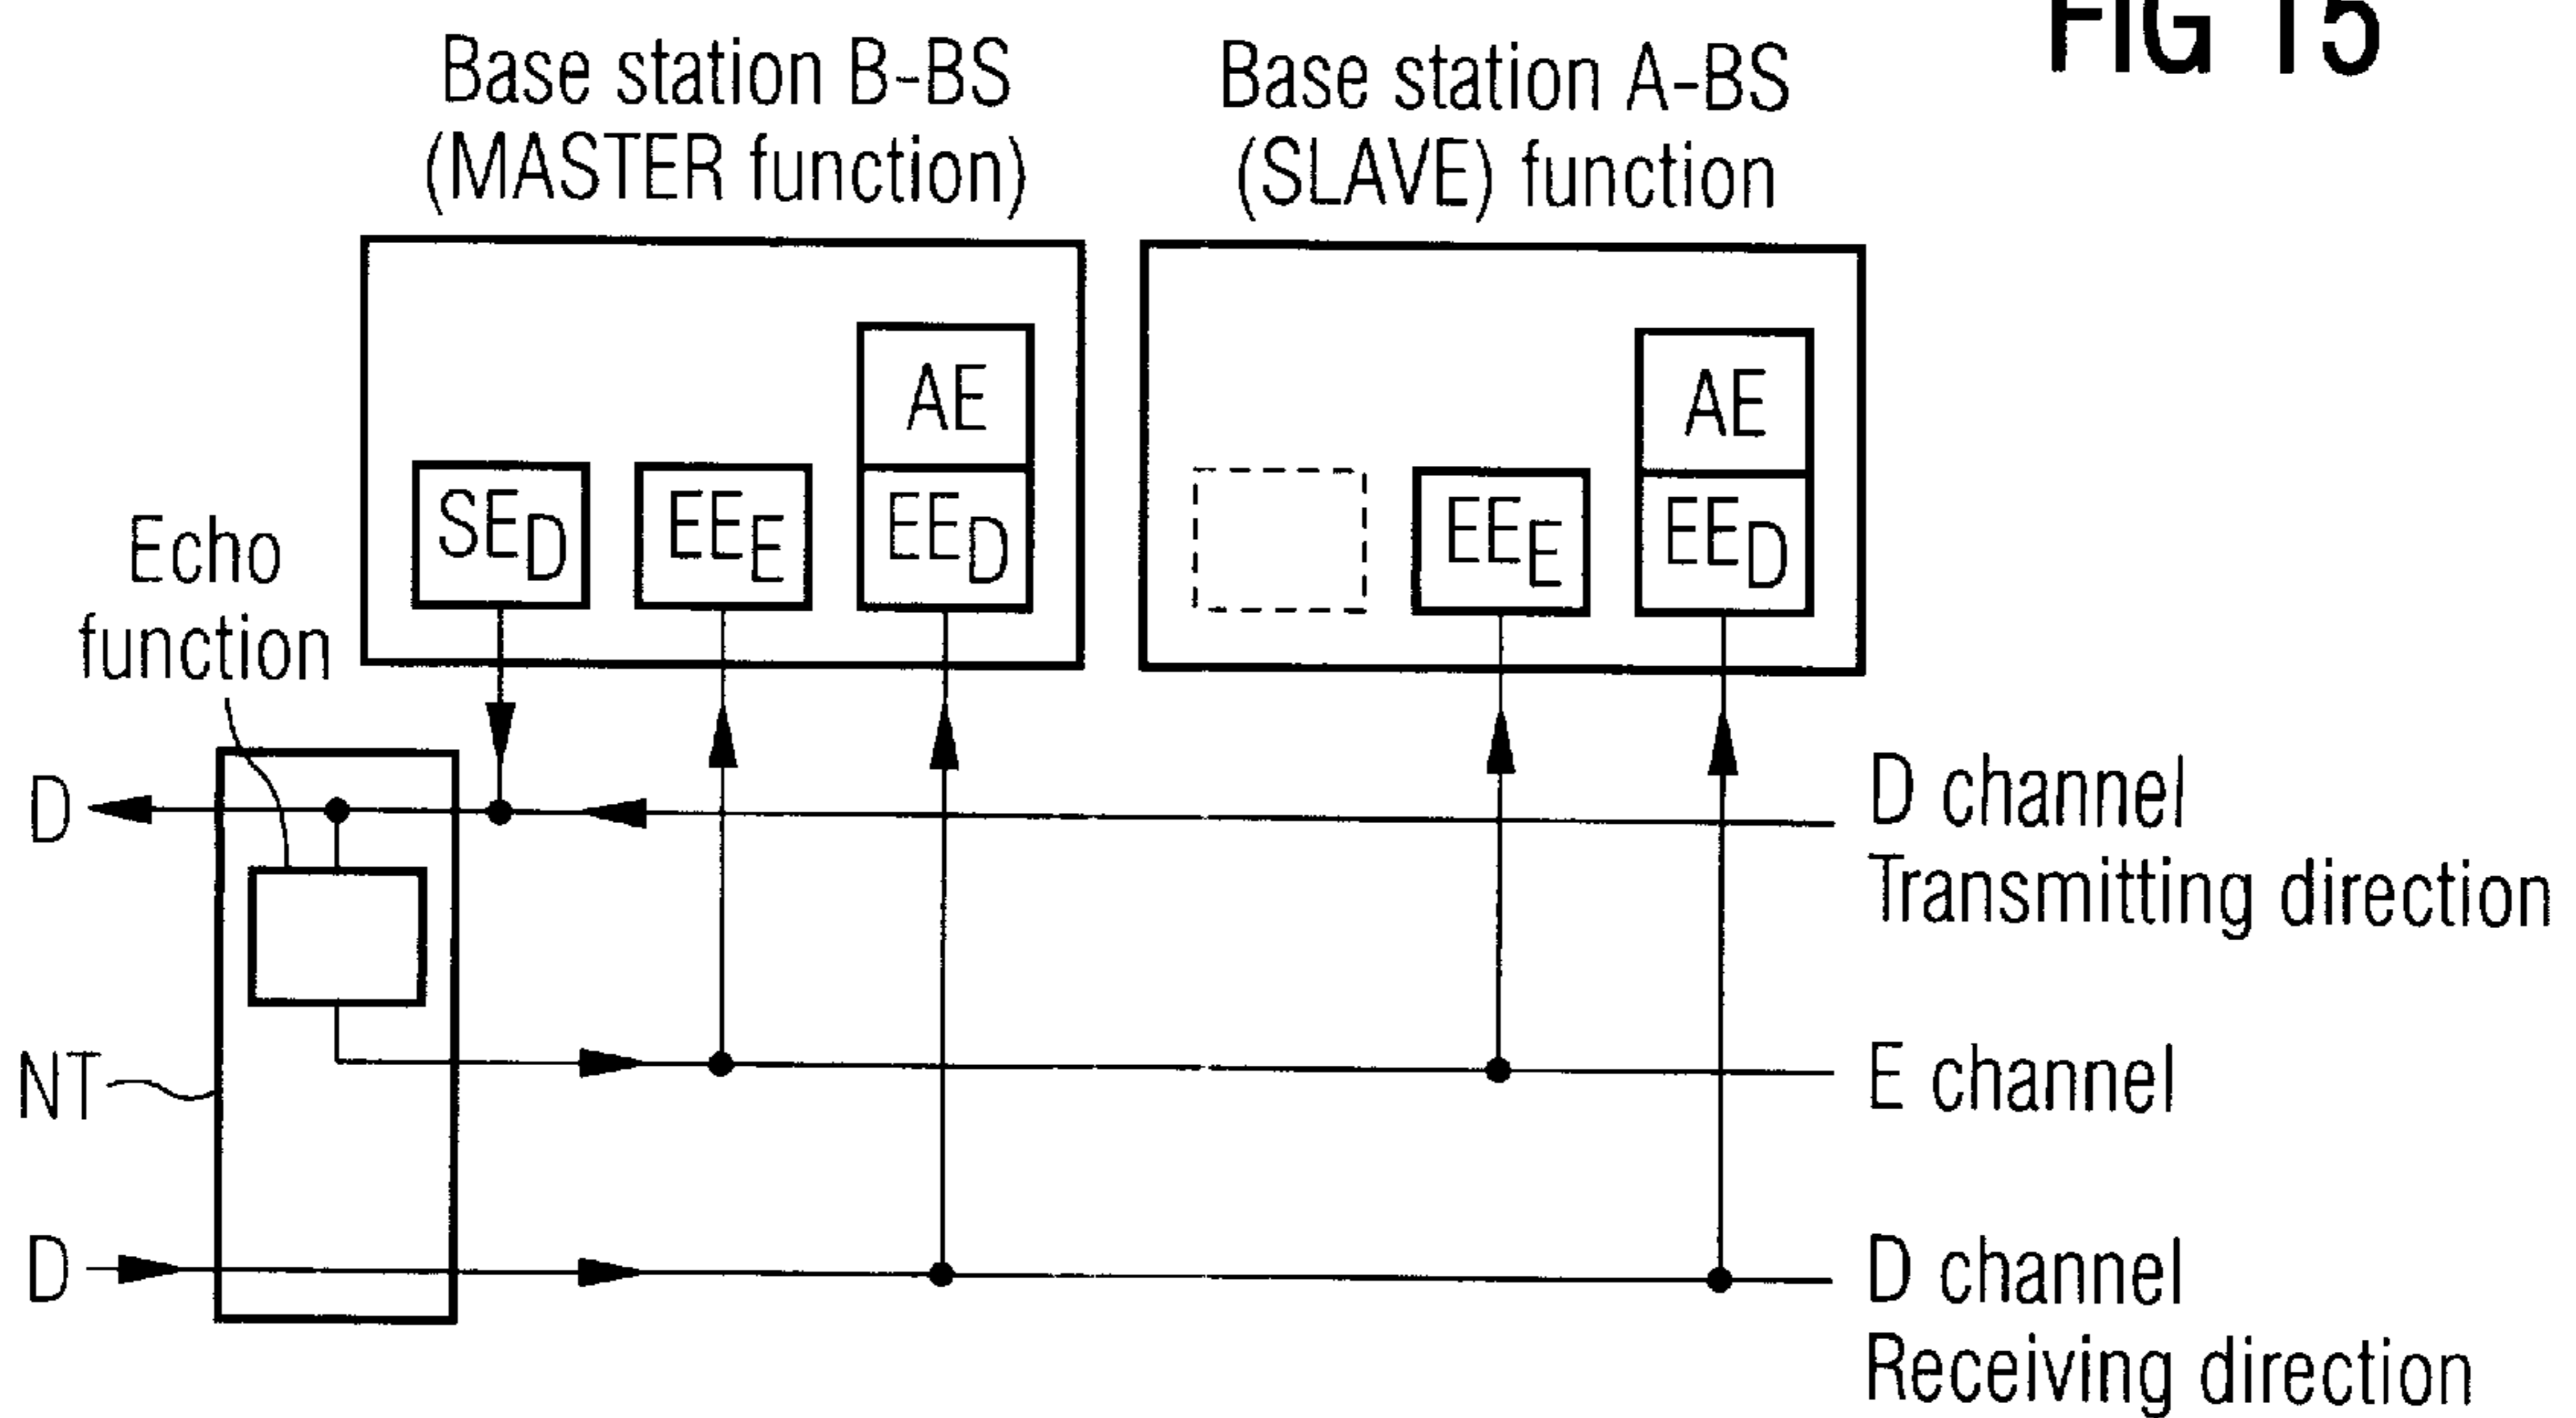 FIG 15
Base station B-BS
(MASTER function)
Base station A-BS
(SLAVE) function
AE
AE
SED
EEE
EED
EEE
EED
Echo
function
D
D channel
Transmitting direction
NT
E channel
D
D channel
Receiving direction